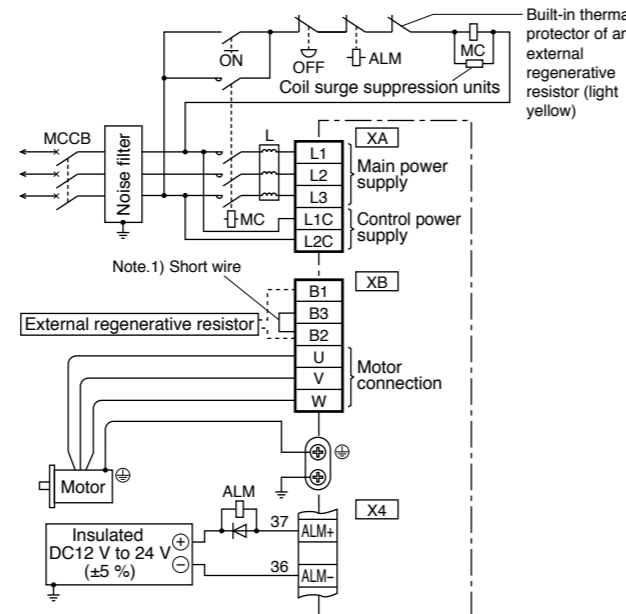 Built-in
protector of
external
regenerative
resistor (light
yellow)
ON
OFF
ALM
MC
Coil surge suppression units
MCCB
Noise filter
L
MC
XA
L1
L2
L3
L1C
L2C
Main power
supply
Control power
supply
Note.1) Short wire
XB
External regenerative resistor
B1
B3
B2
U
V
W
Motor
connection
Motor
ALM
X4
Insulated
DC12 V to 24 V
(±5 %)
+
−
37
ALM+
36
ALM−